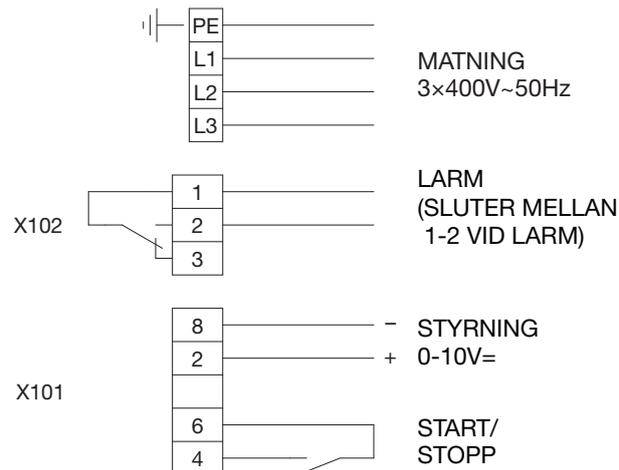 PE
L1
L2
L3
MATNING
3×400V~50Hz
X102
1
2
3
LARM
(SLUTER MELLAN
1-2 VID LARM)
X101
8
2
6
4
− STYRNING
+ 0-10V=
START/
STOPP